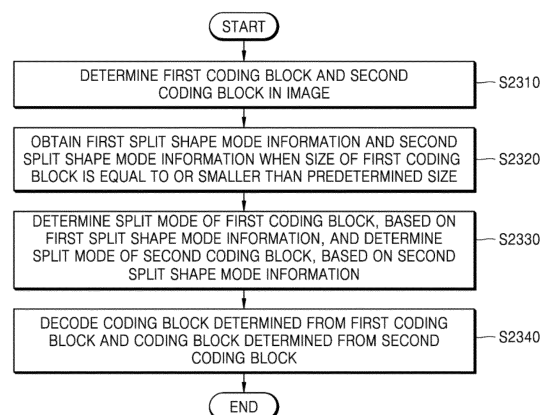 START
DETERMINE FIRST CODING BLOCK AND SECOND
CODING BLOCK IN IMAGE
S2310
OBTAIN FIRST SPLIT SHAPE MODE INFORMATION AND SECOND
SPLIT SHAPE MODE INFORMATION WHEN SIZE OF FIRST CODING
BLOCK IS EQUAL TO OR SMALLER THAN PREDETERMINED SIZE
S2320
DETERMINE SPLIT MODE OF FIRST CODING BLOCK, BASED ON
FIRST SPLIT SHAPE MODE INFORMATION, AND DETERMINE
SPLIT MODE OF SECOND CODING BLOCK, BASED ON SECOND
SPLIT SHAPE MODE INFORMATION
S2330
DECODE CODING BLOCK DETERMINED FROM FIRST CODING
BLOCK AND CODING BLOCK DETERMINED FROM SECOND
CODING BLOCK
S2340
END